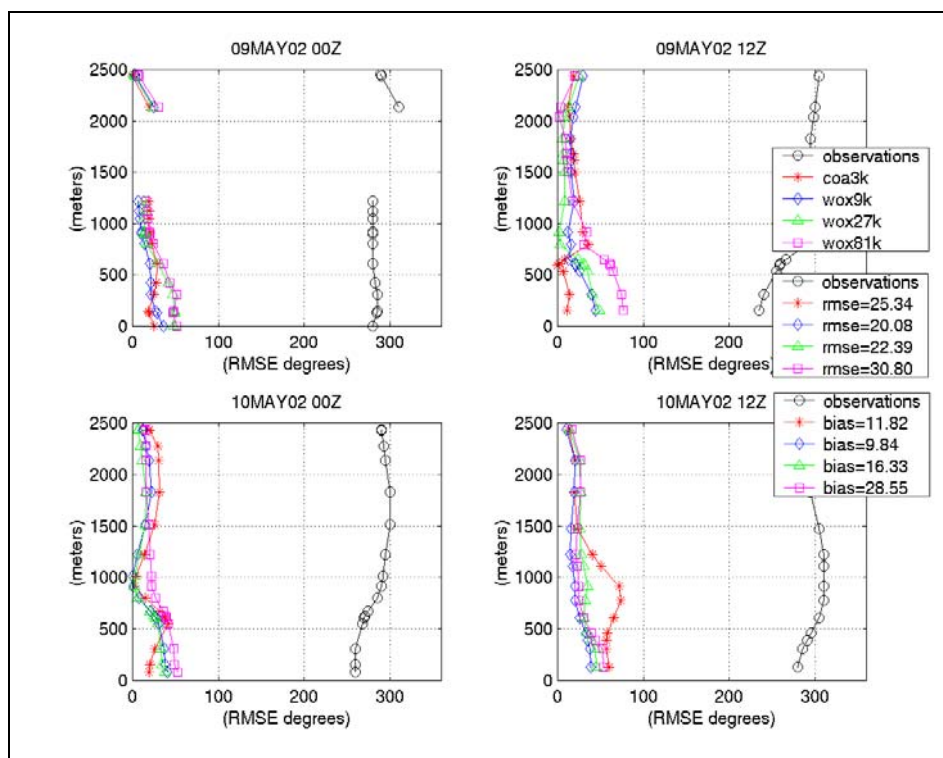 09MAY02 00Z
2500
2000
1500
1000
500
0
(meters)
0 100 200 300
(RMSE degrees)
09MAY02 12Z
2500
2000
1500
1000
500
0
(meters)
0 100 200 300
(RMSE degrees)
observations
coa3k
wox9k
wox27k
wox81k
observations
rmse=25.34
rmse=20.08
rmse=22.39
rmse=30.80
10MAY02 00Z
2500
2000
1500
1000
500
0
(meters)
0 100 200 300
(RMSE degrees)
10MAY02 12Z
2500
2000
1500
1000
500
0
(meters)
0 100 200 300
(RMSE degrees)
observations
bias=11.82
bias=9.84
bias=16.33
bias=28.55